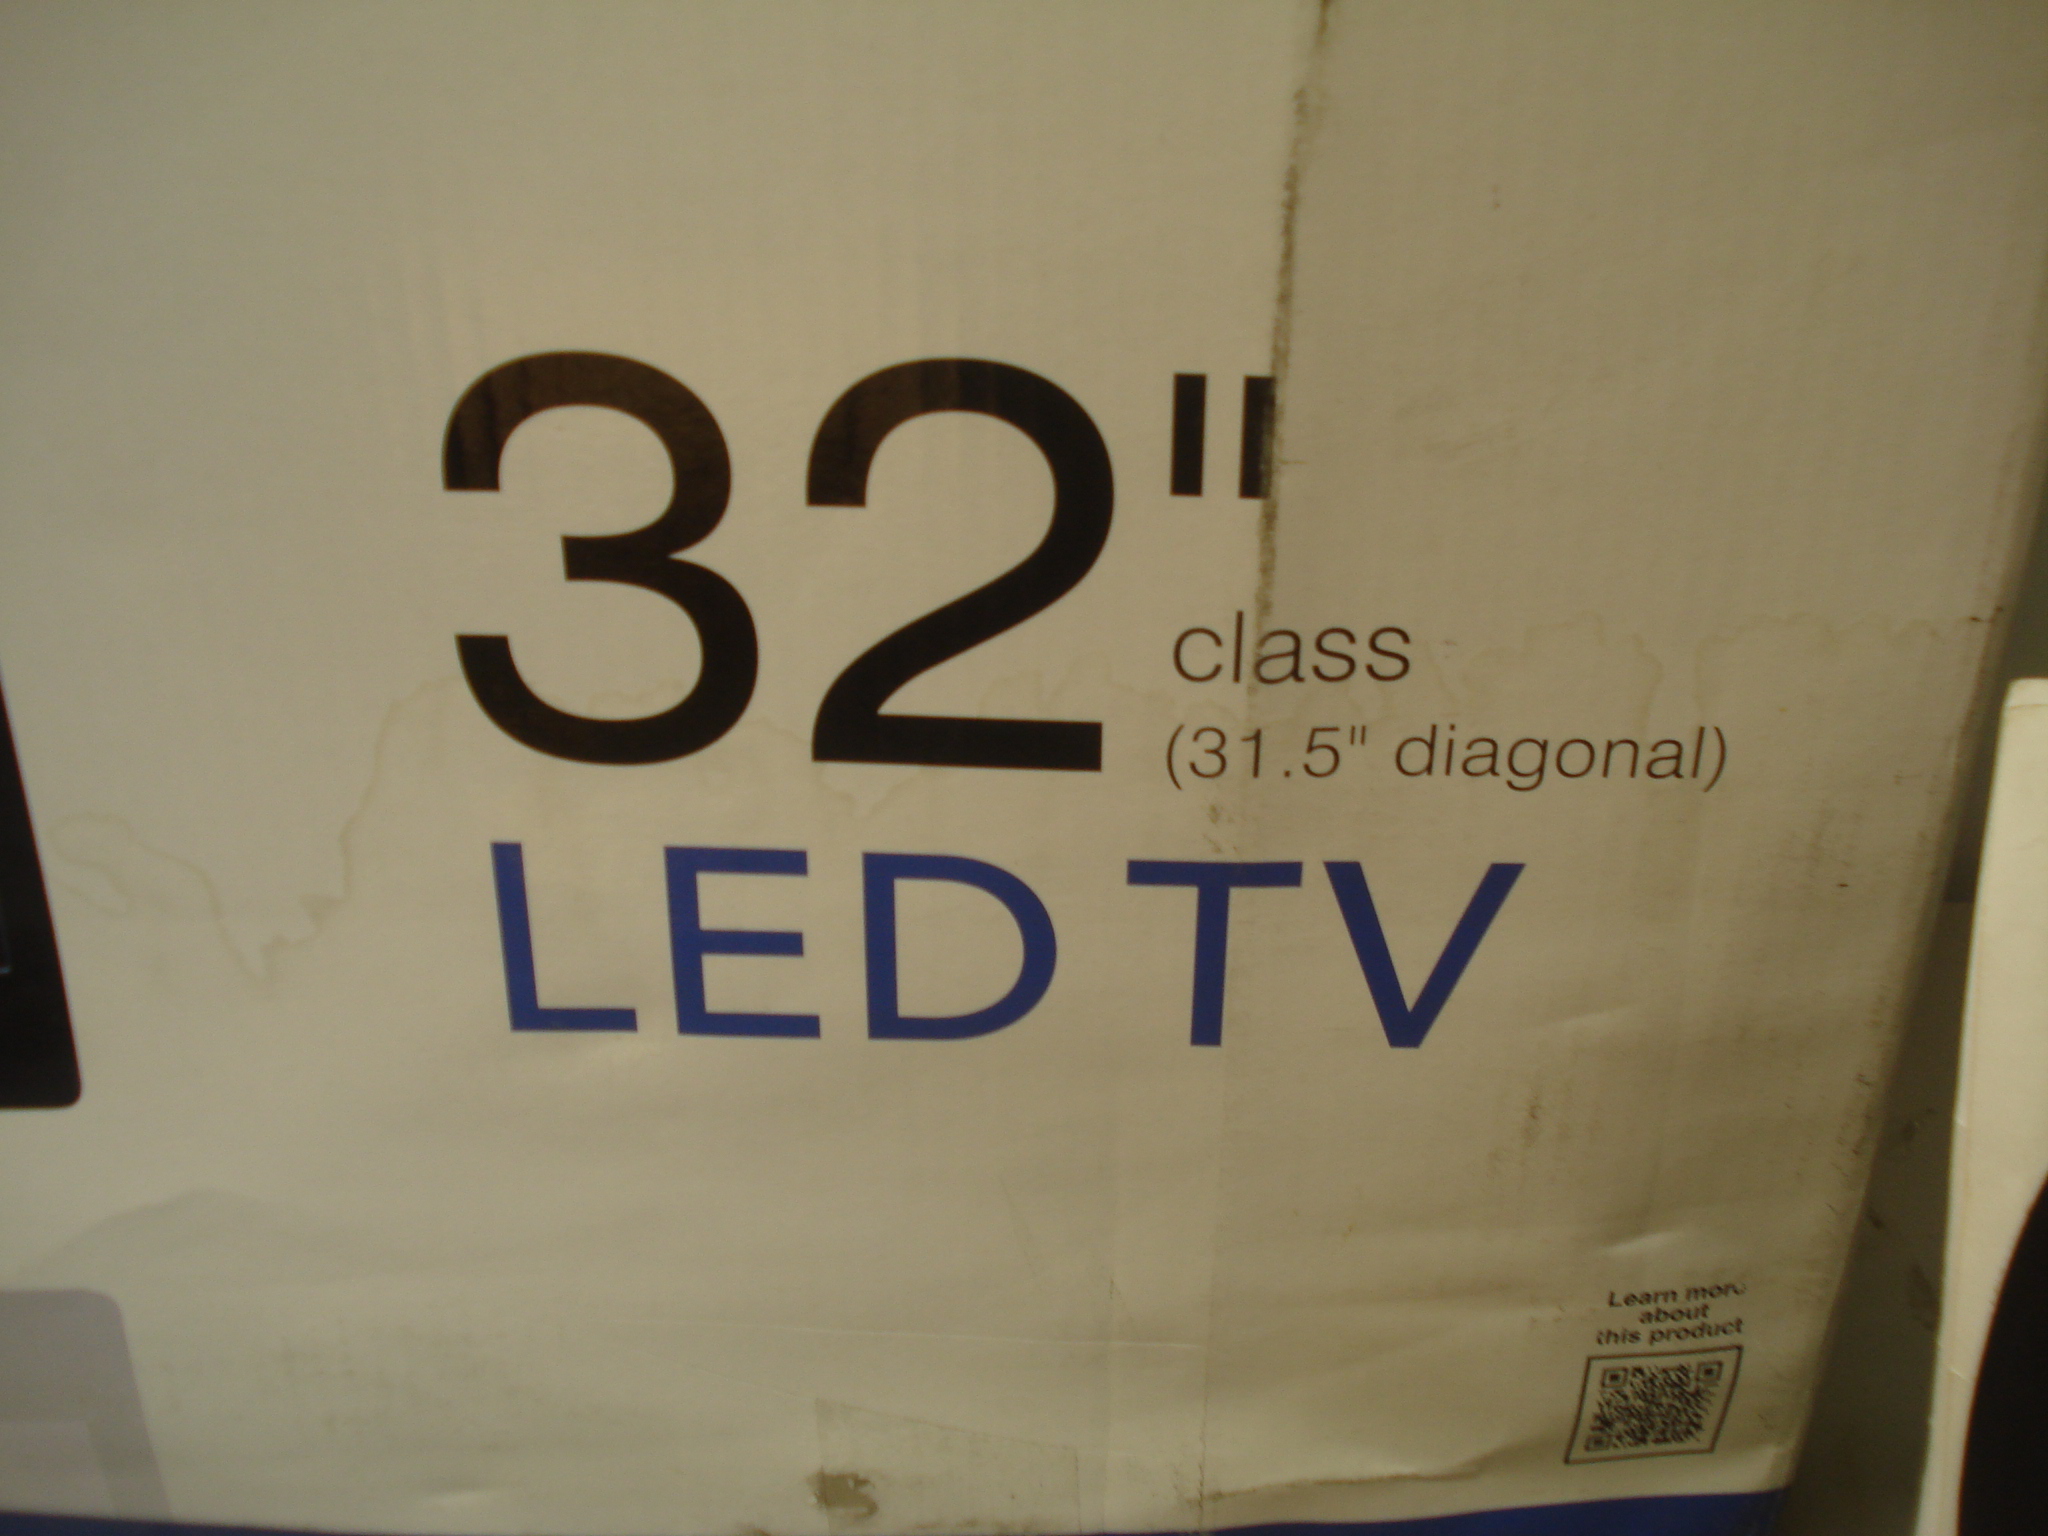 32"
class
(31.5" diagonal)
LED TV
Learn more
about
this product